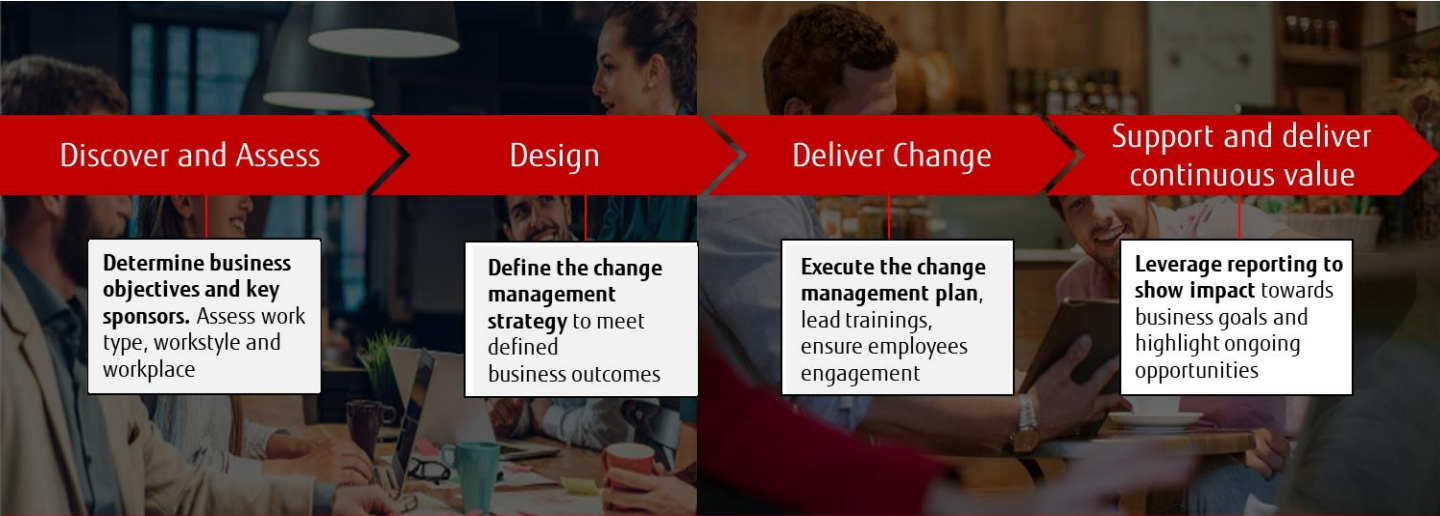 Discover and Assess
Design
Deliver Change
Support and deliver
continuous value
Determine business
objectives and key
sponsors. Assess work
type, workstyle and
workplace
Define the change
management
strategy to meet
defined
business outcomes
Execute the change
management plan,
lead trainings,
ensure employees
engagement
Leverage reporting to
show impact towards
business goals and
highlight ongoing
opportunities